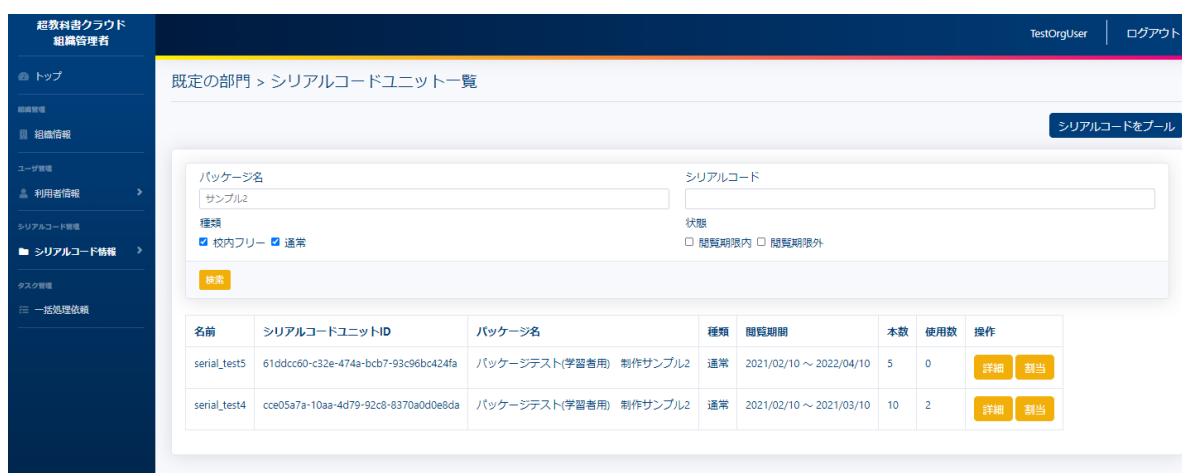 超教科書クラウド
組織管理者
TestOrgUser
ログアウト
トップ
組織管理
組織情報
ユーザ管理
利用者情報
シリアルコード管理
シリアルコード情報
タスク管理
一括処理依頼
既定の部門 > シリアルコードユニット一覧
シリアルコードをプール
パッケージ名
シリアルコード
サンプル2
種類
状態
校内フリー 通常
閲覧期限内 閲覧期限外
検索
名前 シリアルコードユニットID パッケージ名 種類 閲覧期間 本数 使用数 操作
serial_test5 61ddcc60-c32e-474a-bcb7-93c96bc424fa パッケージテスト(学習者用) 制作サンプル2 通常 2021/02/10 ～ 2022/04/10 5 0 詳細 割当
serial_test4 cce05a7a-10aa-4d79-92c8-8370a0d0e8da パッケージテスト(学習者用) 制作サンプル2 通常 2021/02/10 ～ 2021/03/10 10 2 詳細 割当